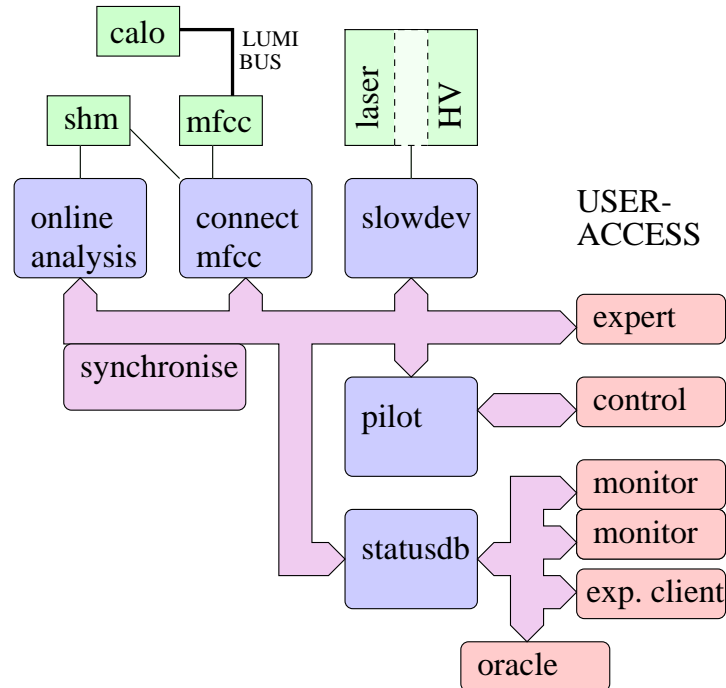 calo
LUMI
BUS
laser
HV
shm
mfcc
online
analysis
connect
mfcc
slowdev
USER-
ACCESS
expert
synchronise
pilot
control
monitor
statusdb
monitor
exp. client
oracle